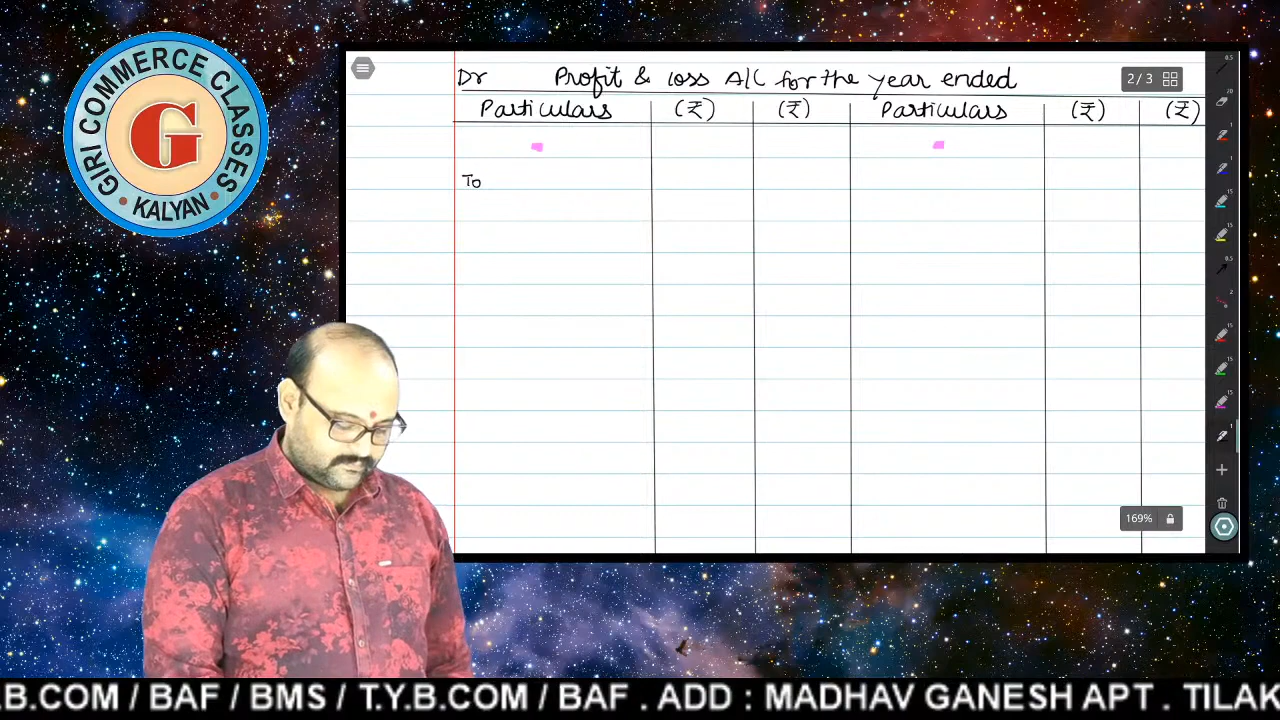 GIRI COMMERCE CLASSES
G
• KALYAN •
Dr Profit & Loss A/C for the year ended
2/3
Particulars (₹) (₹) Particulars (₹) (₹)
To
169%
.B.COM / BAF / BMS / T.Y.B.COM / BAF . ADD : MADHAV GANESH APT . TILAK